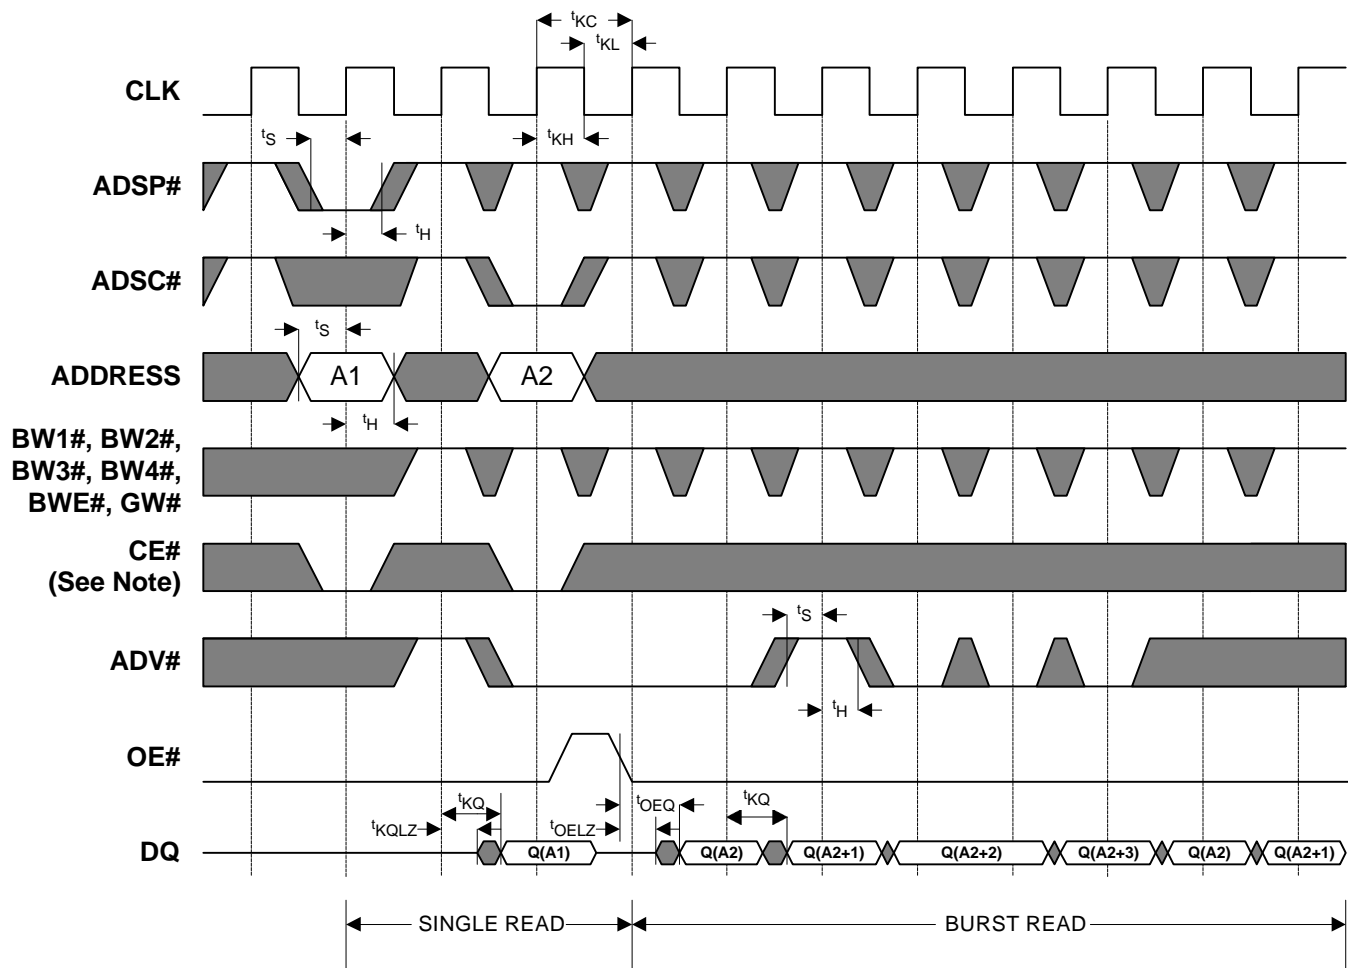 tKC
tKL
CLK
tS
tKH
ADSP#
tH
ADSC#
tS
ADDRESS
A1
A2
tH
BW1#, BW2#,
BW3#, BW4#,
BWE#, GW#
CE#
(See Note)
tS
ADV#
tH
OE#
tKQ
tOEQ
tKQ
tKQLZ
tOELZ
DQ
Q(A1)
Q(A2)
Q(A2+1)
Q(A2+2)
Q(A2+3)
Q(A2)
Q(A2+1)
SINGLE READ
BURST READ